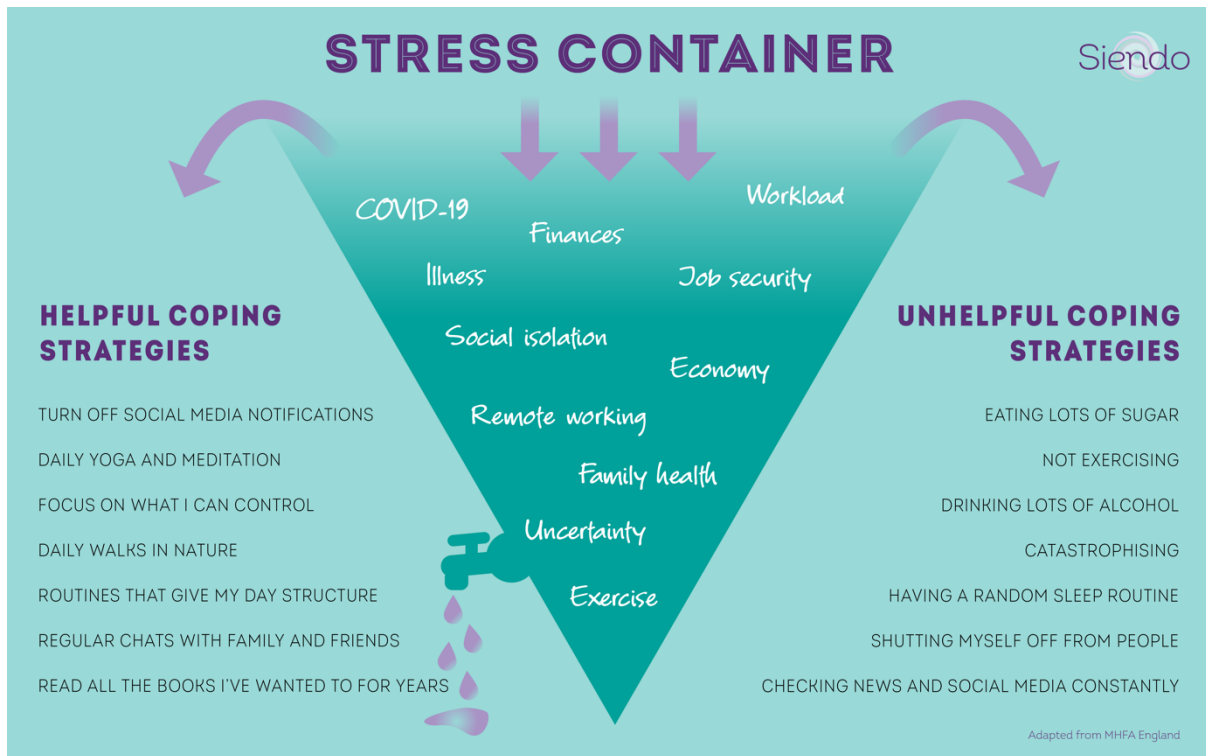 STRESS CONTAINER
Siendo
COVID-19
Workload
Finances
Illness
Job security
Social isolation
Economy
Remote working
Family health
Uncertainty
Exercise
HELPFUL COPING
STRATEGIES
TURN OFF SOCIAL MEDIA NOTIFICATIONS
DAILY YOGA AND MEDITATION
FOCUS ON WHAT I CAN CONTROL
DAILY WALKS IN NATURE
ROUTINES THAT GIVE MY DAY STRUCTURE
REGULAR CHATS WITH FAMILY AND FRIENDS
READ ALL THE BOOKS I'VE WANTED TO FOR YEARS
UNHELPFUL COPING
STRATEGIES
EATING LOTS OF SUGAR
NOT EXERCISING
DRINKING LOTS OF ALCOHOL
CATASTROPHISING
HAVING A RANDOM SLEEP ROUTINE
SHUTTING MYSELF OFF FROM PEOPLE
CHECKING NEWS AND SOCIAL MEDIA CONSTANTLY
Adapted from MHFA England